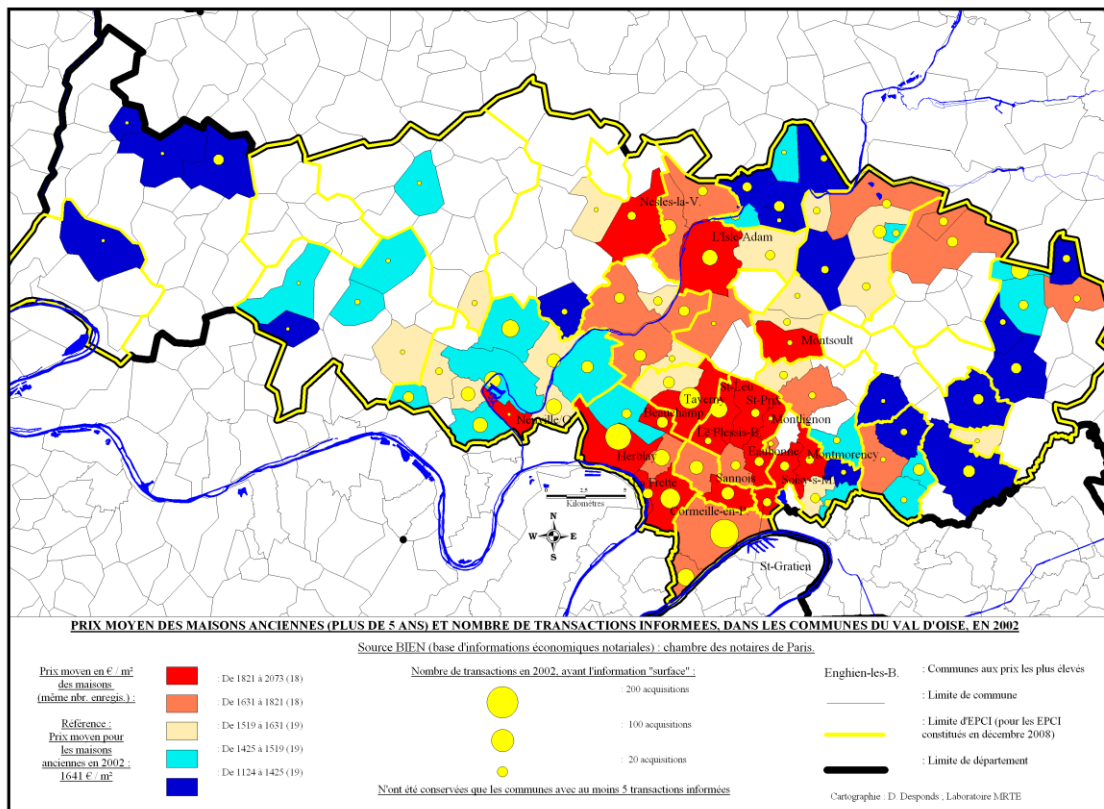 Nesles-la-V.
L'Isle-Adam
Montsoult
St-Leu
Taverny
St-Prix
Beauchamp
Montlignon
Le Plessis-B.
Eaubonne
Montmorency
Herblay
Sannois
La Frette
Cormeille-en-P.
Kilomètres
N
W E
S
St-Gratien
PRIX MOYEN DES MAISONS ANCIENNES (PLUS DE 5 ANS) ET NOMBRE DE TRANSACTIONS INFORMEES, DANS LES COMMUNES DU VAL D'OISE, EN 2002
Source BIEN (base d'informations économiques notariales) : chambre des notaires de Paris.
Prix moyen en € / m²
des maisons
(même nbr. enregis.) :
: De 1821 à 2073 (18)
: De 1631 à 1821 (18)
Référence :
Prix moyen pour
les maisons
anciennes en 2002 :
1641 € / m²
: De 1519 à 1631 (19)
: De 1425 à 1519 (19)
: De 1124 à 1425 (19)
Nombre de transactions en 2002, ayant l'information "surface" :
: 200 acquisitions
: 100 acquisitions
: 20 acquisitions
N'ont été conservées que les communes avec au moins 5 transactions informées
Enghien-les-B.
: Communes aux prix les plus élevés
: Limite de commune
: Limite d'EPCI (pour les EPCI
constitués en décembre 2008)
: Limite de département
Cartographie : D. Desponds ; Laboratoire MRTE